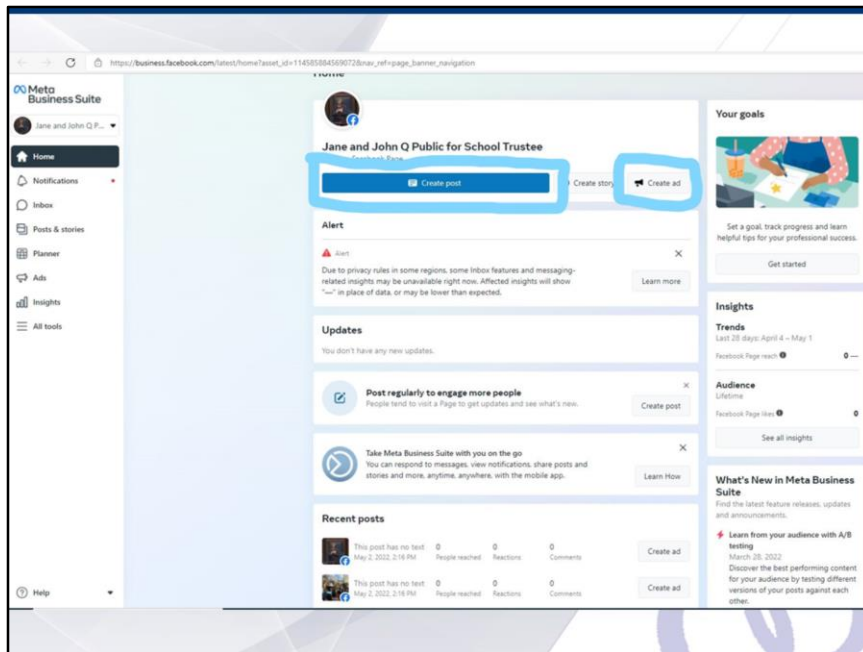 https://business.facebook.com/latest/home?asset_id=114585884569072&nav_ref=page_banner_navigation
Meta
Business Suite
Jane and John Q P...
Home
Notifications
Inbox
Posts & stories
Planner
Ads
Insights
All tools
Help
Home
Jane and John Q Public for School Trustee
Facebook Page
Create post
Create story
Create ad
Alert
Alert
Due to privacy rules in some regions, some Inbox features and messaging-
related insights may be unavailable right now. Affected insights will show
"—" in place of data, or may be lower than expected.
Learn more
Updates
You don't have any new updates.
Post regularly to engage more people
People tend to visit a Page to get updates and see what's new.
Create post
Take Meta Business Suite with you on the go
You can respond to messages, view notifications, share posts and
stories and more, anytime, anywhere, with the mobile app.
Learn How
Recent posts
This post has no text
May 2, 2022, 2:16 PM
0
People reached
0
Reactions
0
Comments
Create ad
This post has no text
May 2, 2022, 2:16 PM
0
People reached
0
Reactions
0
Comments
Create ad
Your goals
Set a goal, track progress and learn
helpful tips for your professional success.
Get started
Insights
Trends
Last 28 days: April 4 – May 1
Facebook Page reach
0 —
Audience
Lifetime
Facebook Page likes
0
See all insights
What's New in Meta Business
Suite
Find the latest feature releases, updates
and announcements.
Learn from your audience with A/B
testing
March 28, 2022
Discover the best performing content
for your audience by testing different
versions of your posts against each
other.